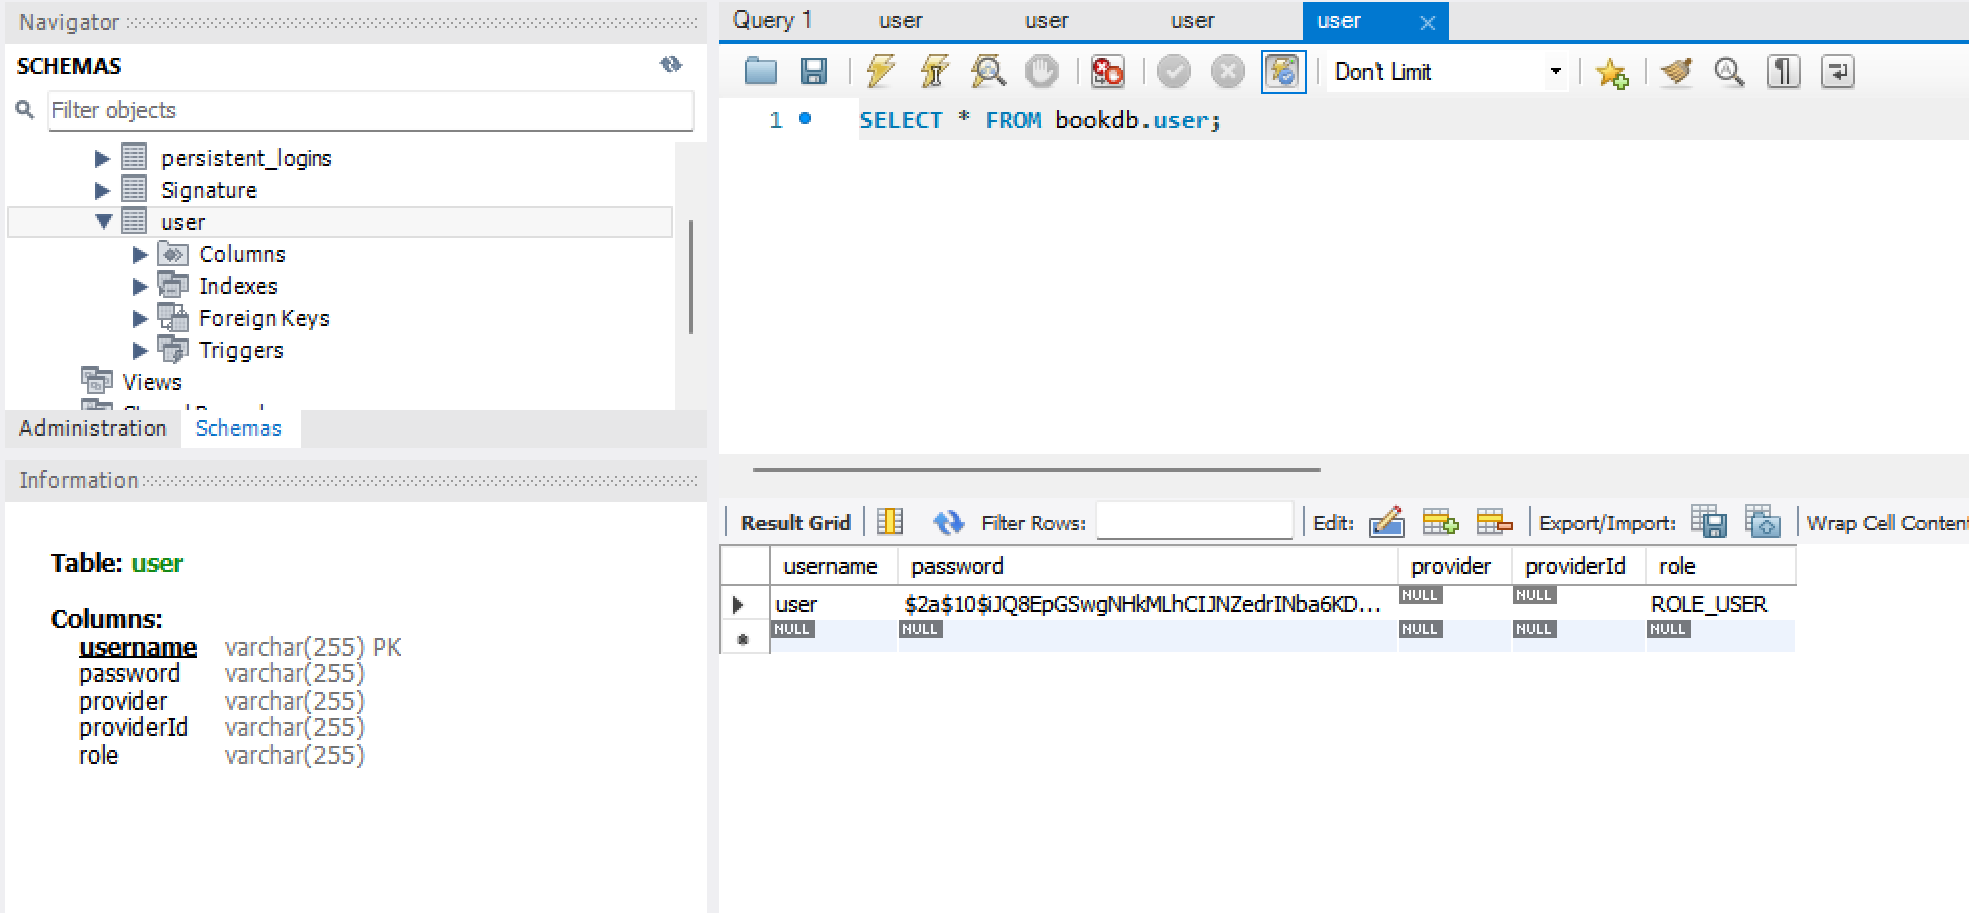 Navigator
SCHEMAS
Filter objects
persistent_logins
Signature
user
Columns
Indexes
Foreign Keys
Triggers
Views
Administration Schemas
Information
Table: user
Columns:
username varchar(255) PK
password varchar(255)
provider varchar(255)
providerId varchar(255)
role varchar(255)
Query 1 user user user user
Don't Limit
1 SELECT * FROM bookdb.user;
Result Grid Filter Rows: Edit: Export/Import: Wrap Cell Content
username password provider providerId role
user $2a$10$iJQ8EpGSwgNHkMLhCIJNZedrINba6KD... NULL NULL ROLE_USER
NULL NULL NULL NULL NULL